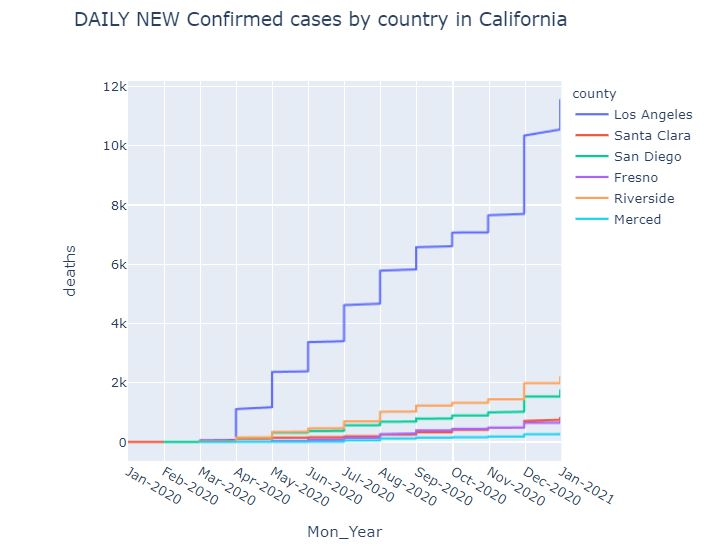 DAILY NEW Confirmed cases by country in California
12k
10k
8k
6k
4k
2k
0
deaths
Jan-2020
Feb-2020
Mar-2020
Apr-2020
May-2020
Jun-2020
Jul-2020
Aug-2020
Sep-2020
Oct-2020
Nov-2020
Dec-2020
Jan-2021
Mon_Year
county
Los Angeles
Santa Clara
San Diego
Fresno
Riverside
Merced